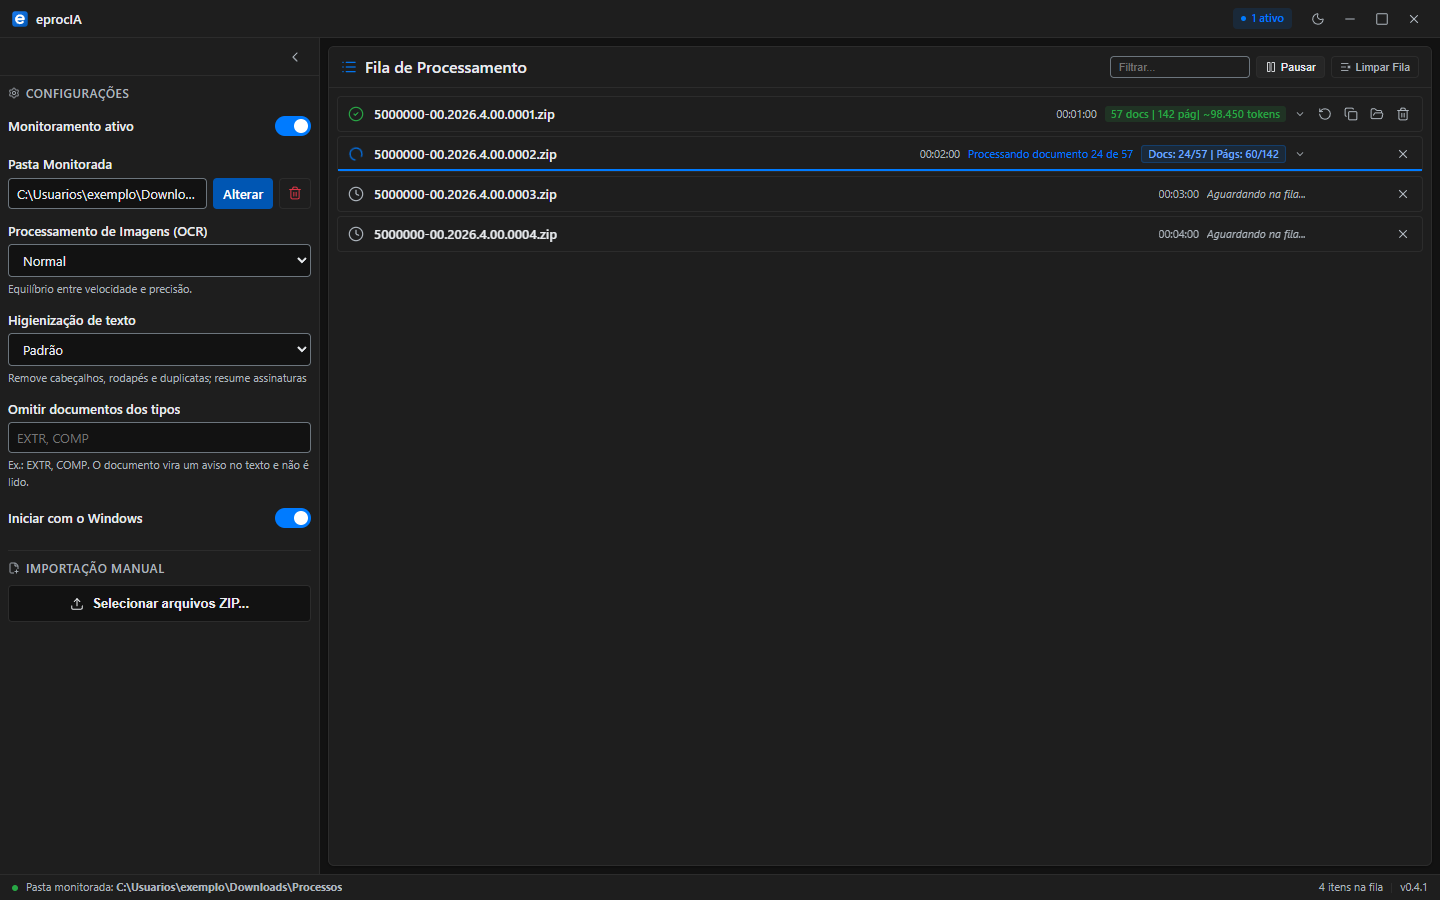 eprocIA
1 ativo
CONFIGURAÇÕES
Monitoramento ativo
Pasta Monitorada
C:\Usuarios\exemplo\Downlo...
Alterar
Processamento de Imagens (OCR)
Normal
Equilíbrio entre velocidade e precisão.
Higienização de texto
Padrão
Remove cabeçalhos, rodapés e duplicatas; resume assinaturas
Omitir documentos dos tipos
EXTR, COMP
Ex.: EXTR, COMP. O documento vira um aviso no texto e não é
lido.
Iniciar com o Windows
IMPORTAÇÃO MANUAL
Selecionar arquivos ZIP...
Fila de Processamento
Filtrar...
Pausar
Limpar Fila
5000000-00.2026.4.00.0001.zip 00:01:00 57 docs | 142 pág| ~98.450 tokens
5000000-00.2026.4.00.0002.zip 00:02:00 Processando documento 24 de 57 Docs: 24/57 | Págs: 60/142
5000000-00.2026.4.00.0003.zip 00:03:00 Aguardando na fila...
5000000-00.2026.4.00.0004.zip 00:04:00 Aguardando na fila...
Pasta monitorada: C:\Usuarios\exemplo\Downloads\Processos
4 itens na fila
v0.4.1